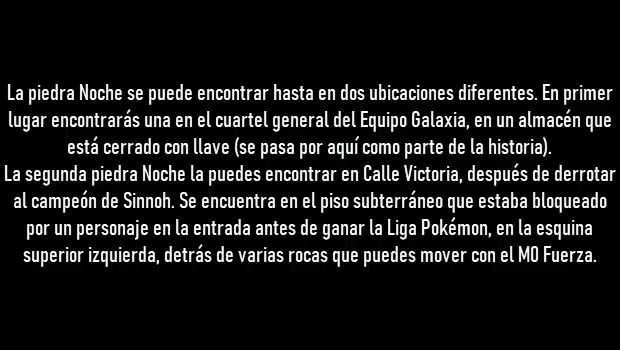 La piedra Noche se puede encontrar hasta en dos ubicaciones diferentes. En primer
lugar encontrarás una en el cuartel general del Equipo Galaxia, en un almacén que
está cerrado con llave (se pasa por aquí como parte de la historia).
La segunda piedra Noche la puedes encontrar en Calle Victoria, después de derrotar
al campeón de Sinnoh. Se encuentra en el piso subterráneo que estaba bloqueado
por un personaje en la entrada antes de ganar la Liga Pokémon, en la esquina
superior izquierda, detrás de varias rocas que puedes mover con el MO Fuerza.